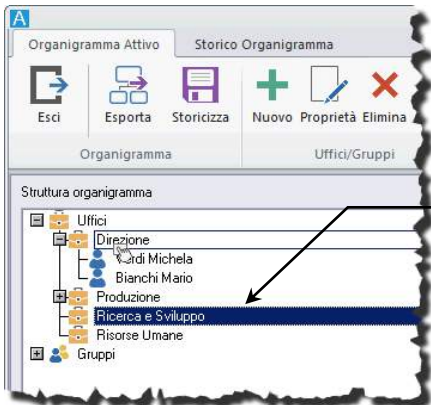 A
Organigramma Attivo Storico Organigramma
Esci Esporta Storicizza Nuovo Proprietà Elimina
Organigramma Uffici/Gruppi
Struttura organigramma
Uffici
Direzione
Verdi Michela
Bianchi Mario
Produzione
Ricerca e Sviluppo
Risorse Umane
Gruppi